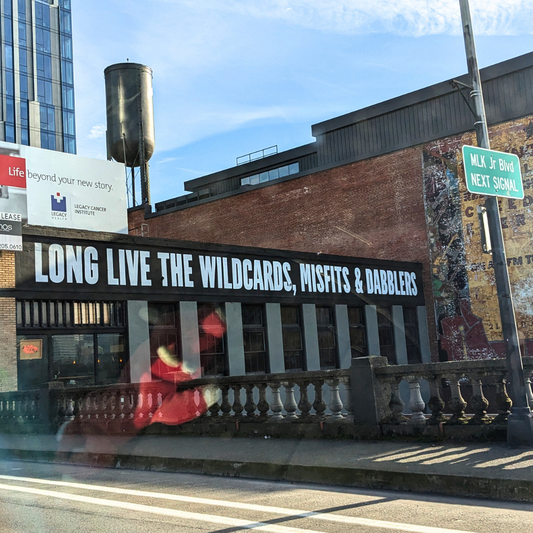 Life beyond your new story.
LEGACY HEALTH
LEGACY CANCER
INSTITUTE
LEASE
LONG LIVE THE WILDCARDS, MISFITS & DABBLERS
MLK Jr Blvd
NEXT SIGNAL